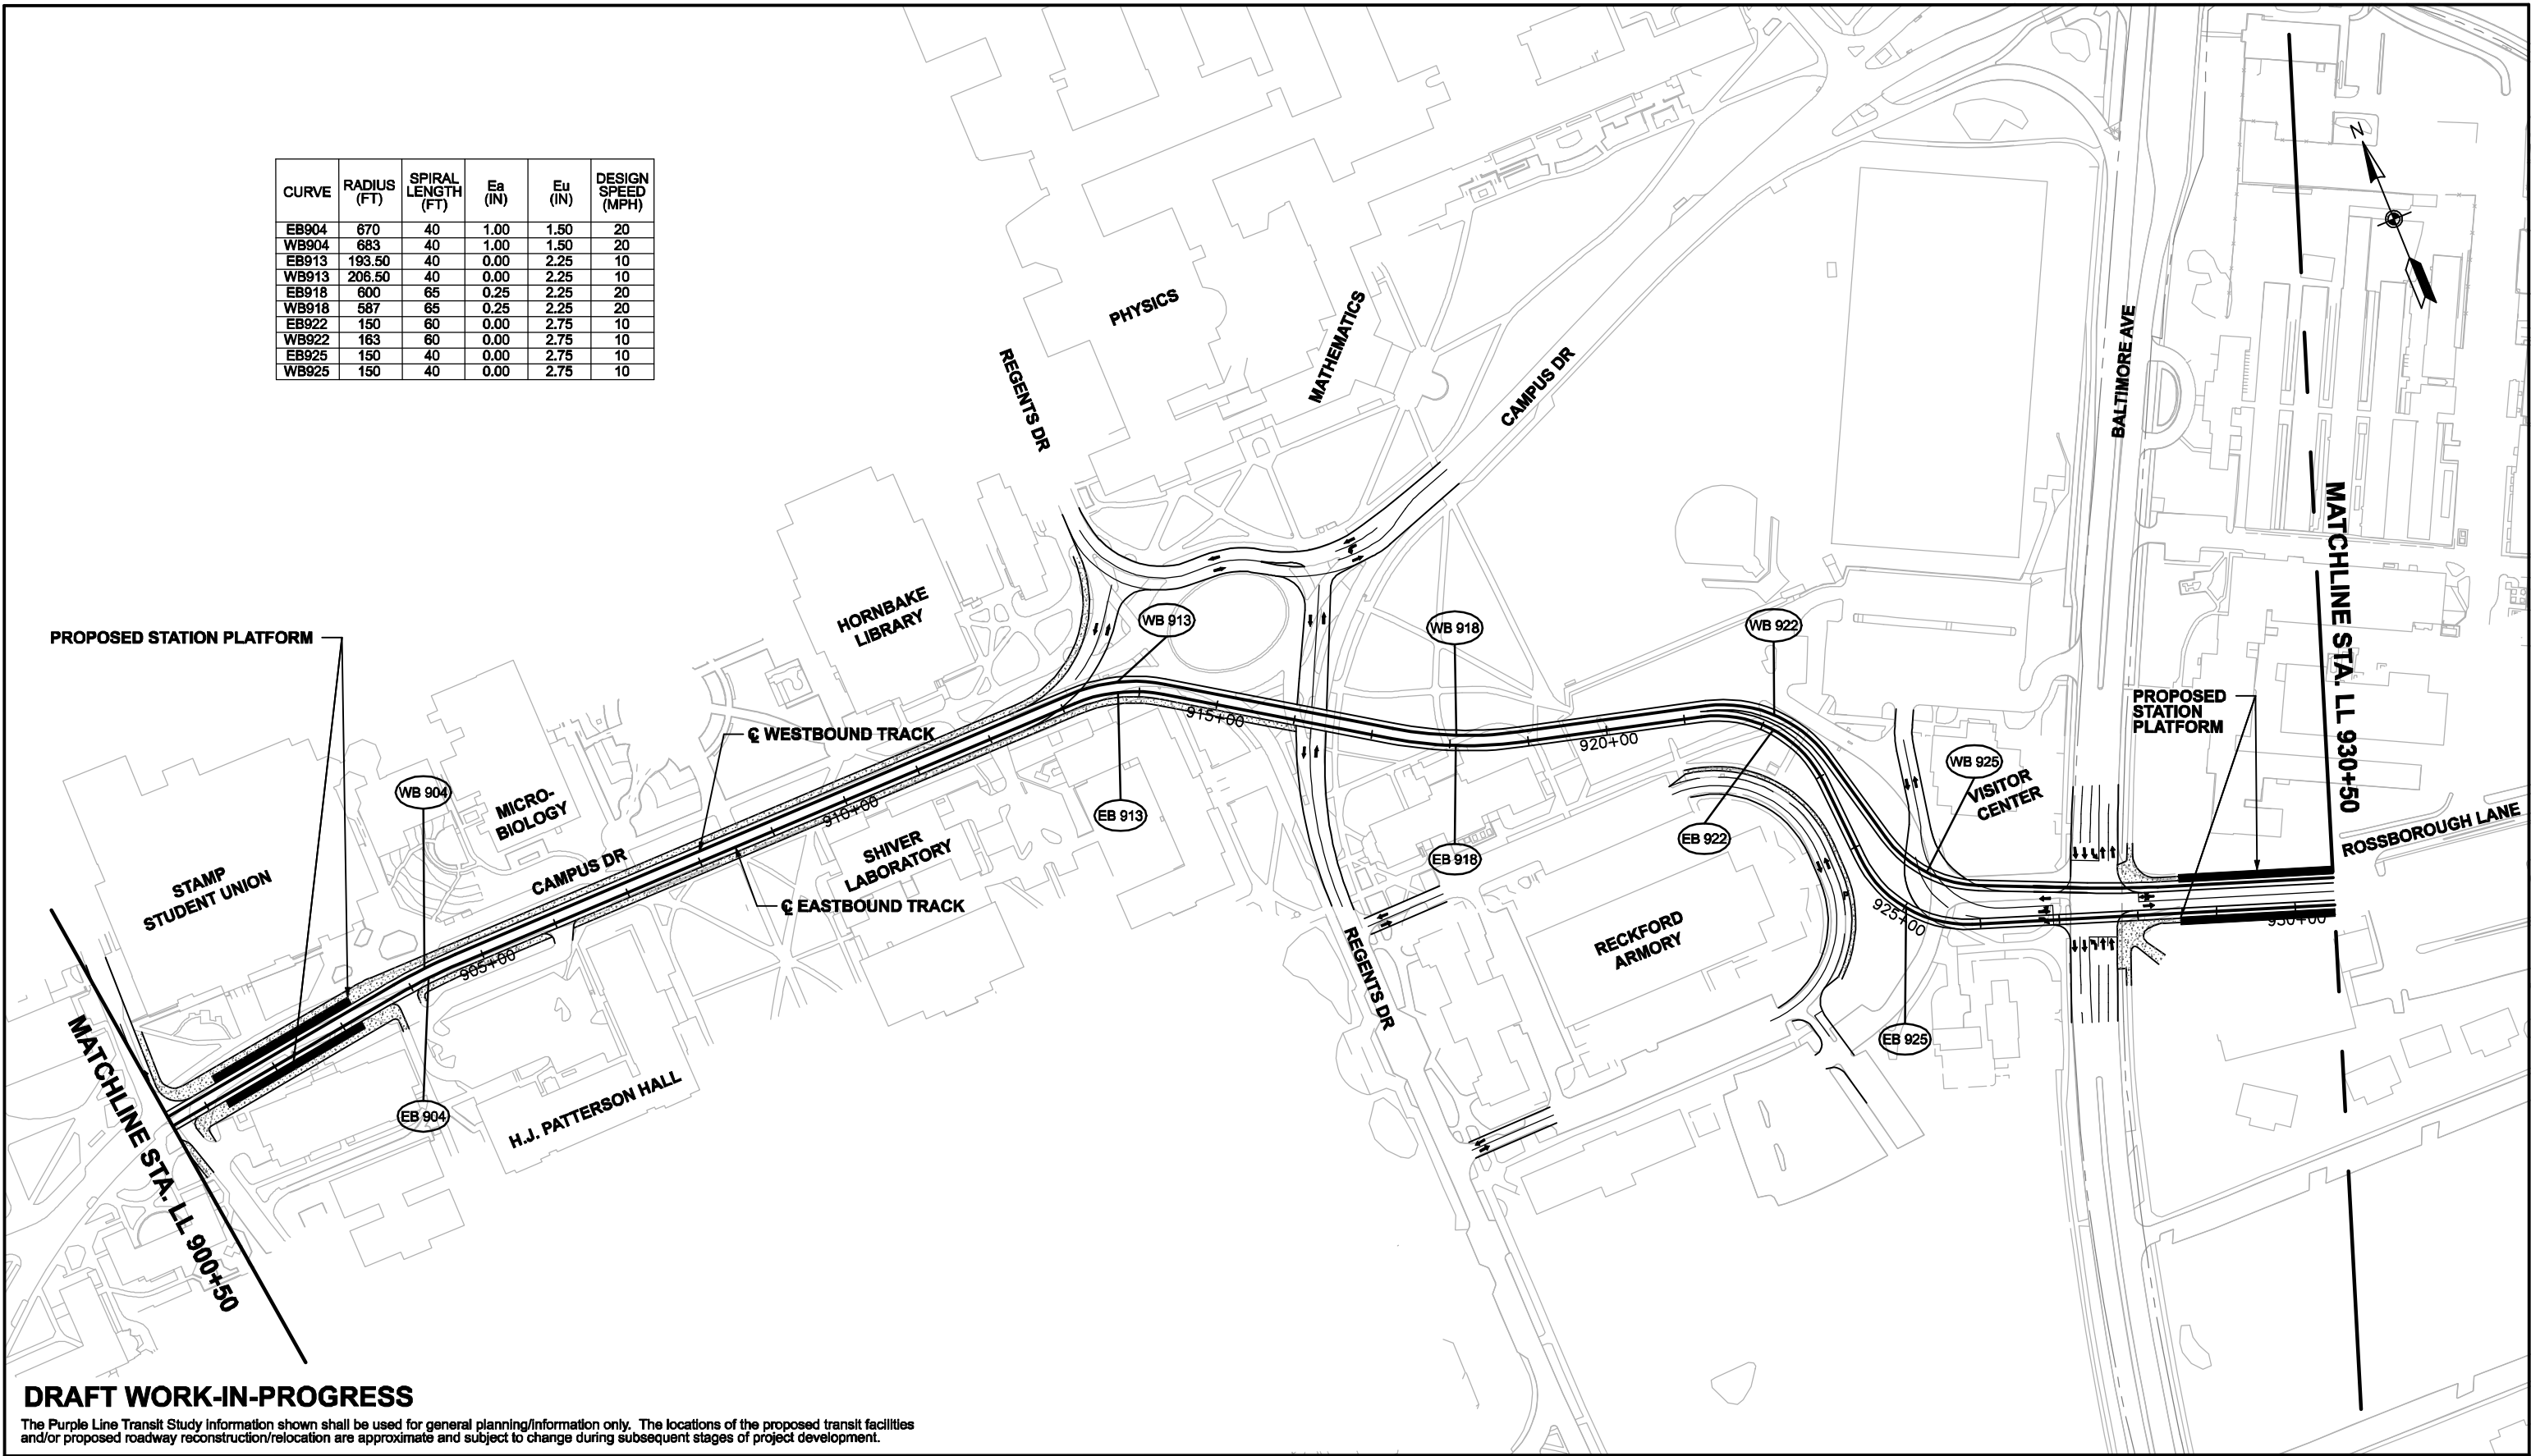 CURVE RADIUS (FT) SPIRAL LENGTH (FT) Ea (IN) Eu (IN) DESIGN SPEED (MPH)
EB904 670 40 1.00 1.50 20
WB904 683 40 1.00 1.50 20
EB913 193.50 40 0.00 2.25 10
WB913 206.50 40 0.00 2.25 10
EB918 600 65 0.25 2.25 20
WB918 587 65 0.25 2.25 20
EB922 150 60 0.00 2.75 10
WB922 163 60 0.00 2.75 10
EB925 150 40 0.00 2.75 10
WB925 150 40 0.00 2.75 10
N
PHYSICS
MATHEMATICS
REGENTS DR
CAMPUS DR
BALTIMORE AVE
MATCHLINE STA. LL 930+50
HORNBAKE
LIBRARY
PROPOSED STATION PLATFORM
WB 913
WB 918
WB 922
PROPOSED
STATION
PLATFORM
915+00
℄ WESTBOUND TRACK
920+00
WB 904
MICRO-
BIOLOGY
WB 925
VISITOR
CENTER
910+00
EB 913
EB 922
EB 918
ROSSBOROUGH LANE
SHIVER
LABORATORY
CAMPUS DR
STAMP
STUDENT UNION
℄ EASTBOUND TRACK
925+00
930+00
RECKFORD
ARMORY
905+00
REGENTS DR
EB 925
EB 904
H.J. PATTERSON HALL
MATCHLINE STA. LL 900+50
DRAFT WORK-IN-PROGRESS
The Purple Line Transit Study information shown shall be used for general planning/information only. The locations of the proposed transit facilities
and/or proposed roadway reconstruction/relocation are approximate and subject to change during subsequent stages of project development.